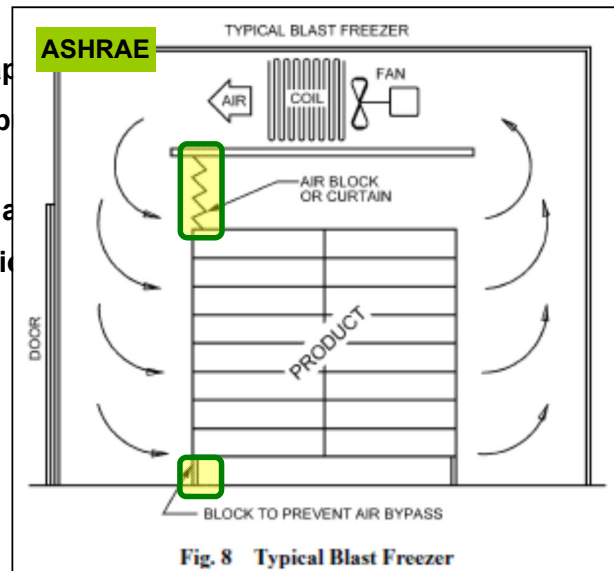 TYPICAL BLAST FREEZER
ASHRAE
FAN
AIR
COIL
AIR BLOCK
OR CURTAIN
DOOR
PRODUCT
BLOCK TO PREVENT AIR BYPASS
Fig. 8 Typical Blast Freezer